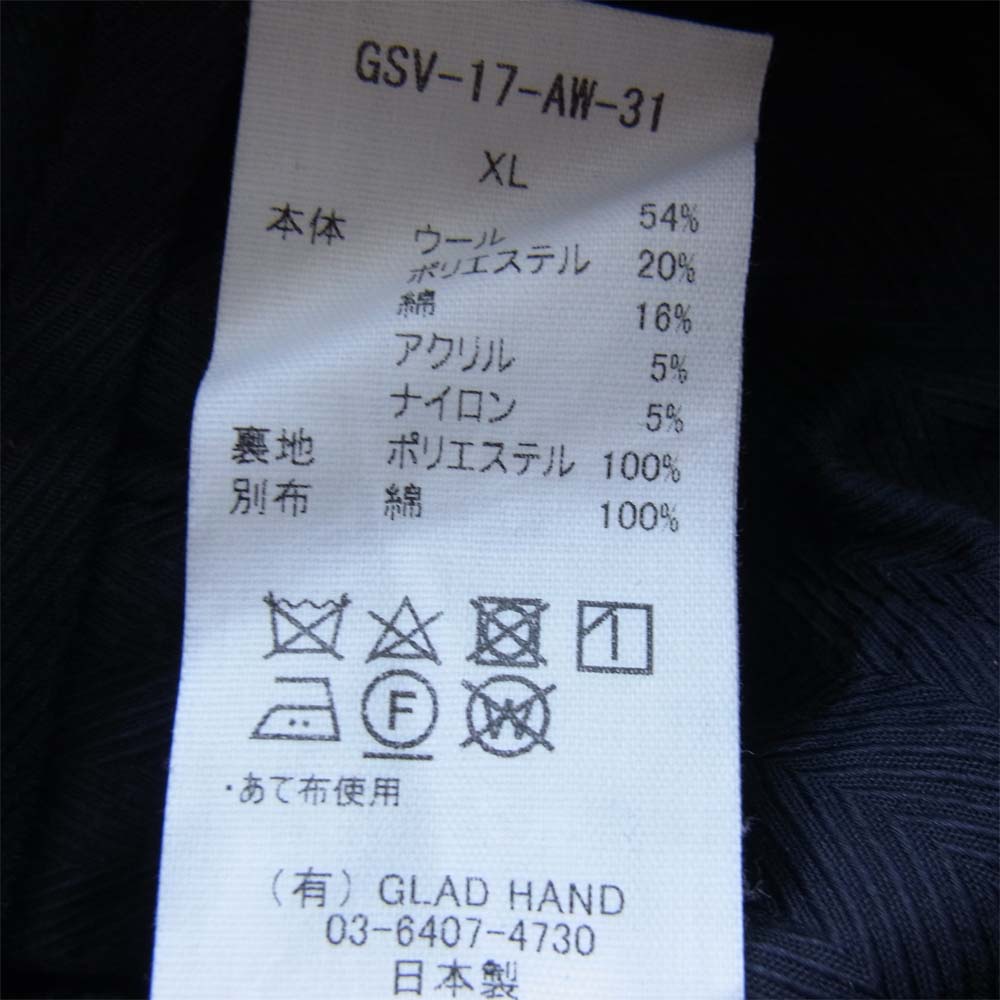 GSV-17-AW-31
XL
本体 ウール 54%
ポリエステル 20%
綿 16%
アクリル 5%
ナイロン 5%
裏地 ポリエステル 100%
別布 綿 100%
F W
・あて布使用
(有) GLAD HAND
03-6407-4730
日本製